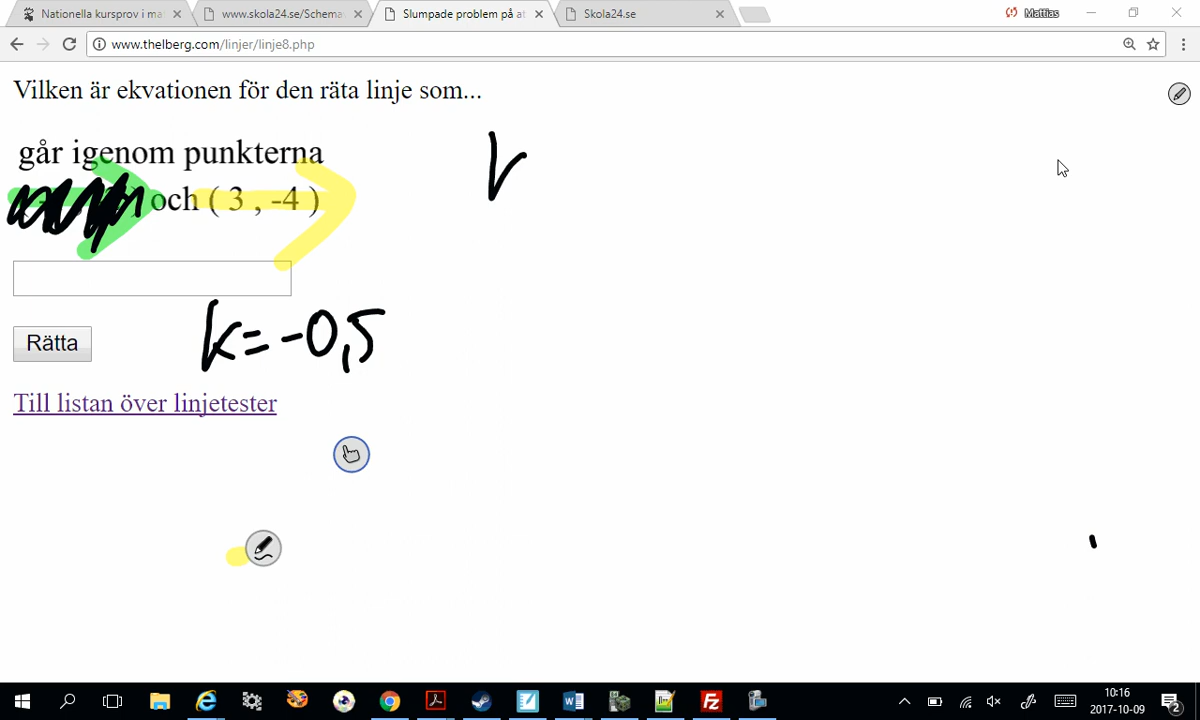 Nationella kursprov i ma
www.skola24.se/Schema
Slumpade problem på at
Skola24.se
Mattias
www.thelberg.com/linjer/linje8.php
Vilken är ekvationen för den räta linje som...
går igenom punkterna
och ( 3 , -4 )
Rätta
k=-0,5
Till listan över linjetester
10:16
2017-10-09
2